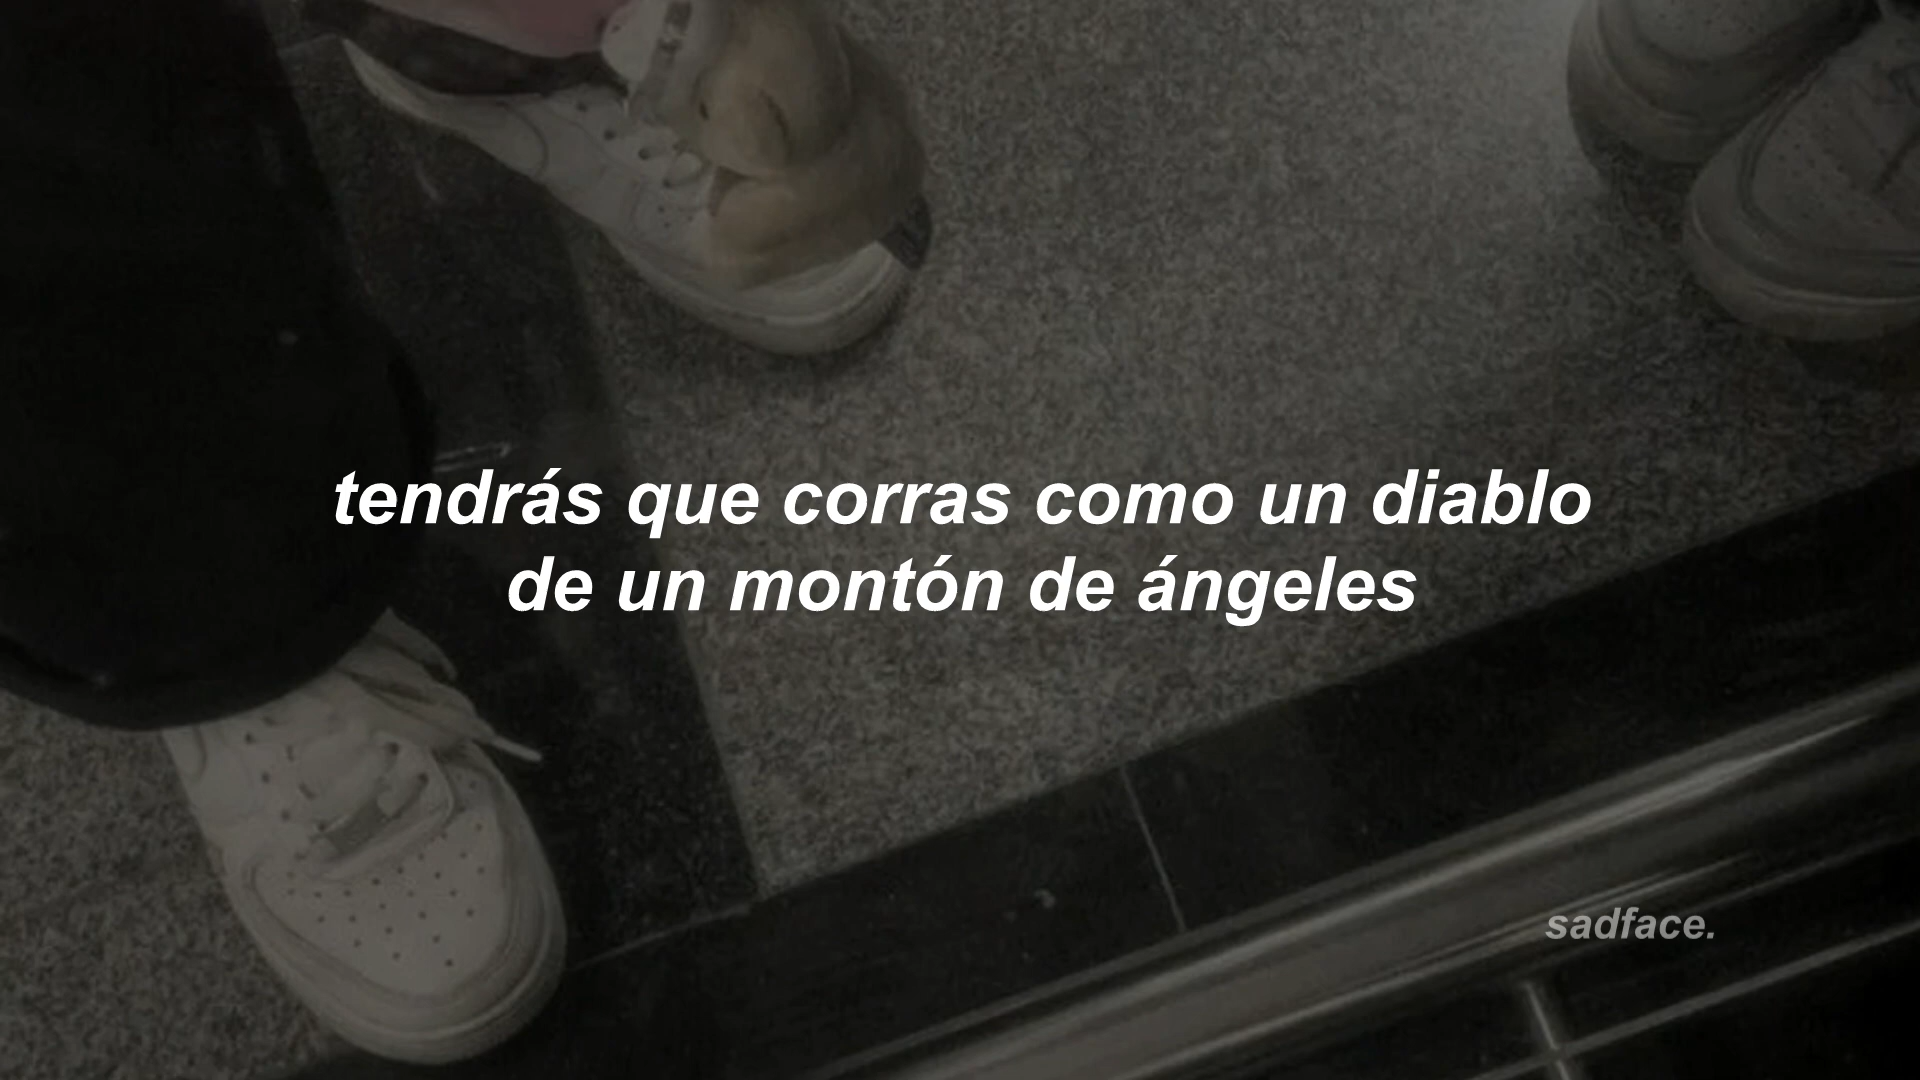 tendrás que corras como un diablo
de un montón de ángeles
sadface.